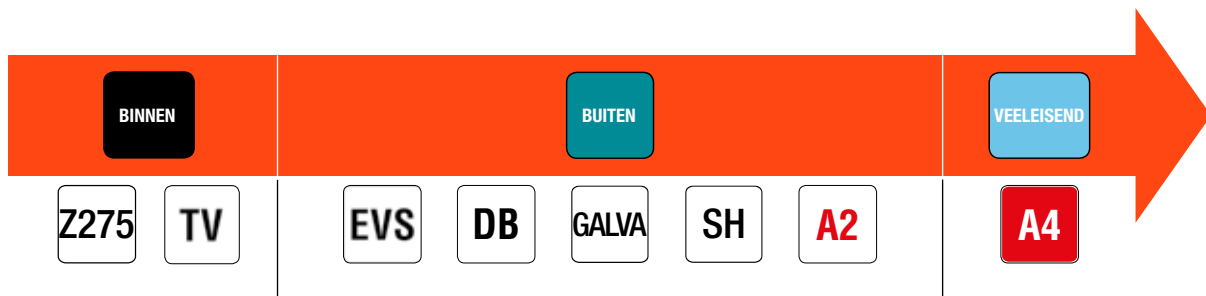 BINNEN BUITEN VEELEISEND
Z275 TV EVS DB GALVA SH A2 A4